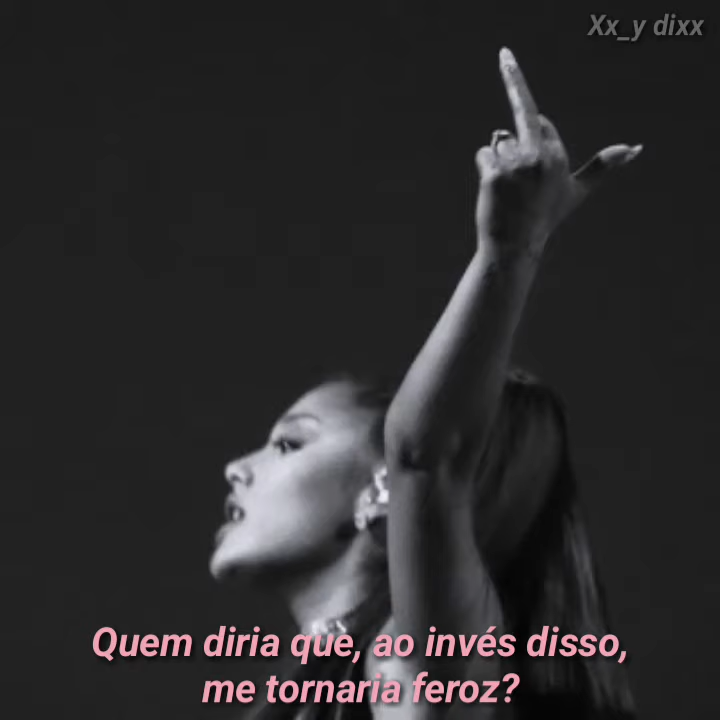 Xx_y dixx
Quem diria que, ao invés disso,
me tornaria feroz?